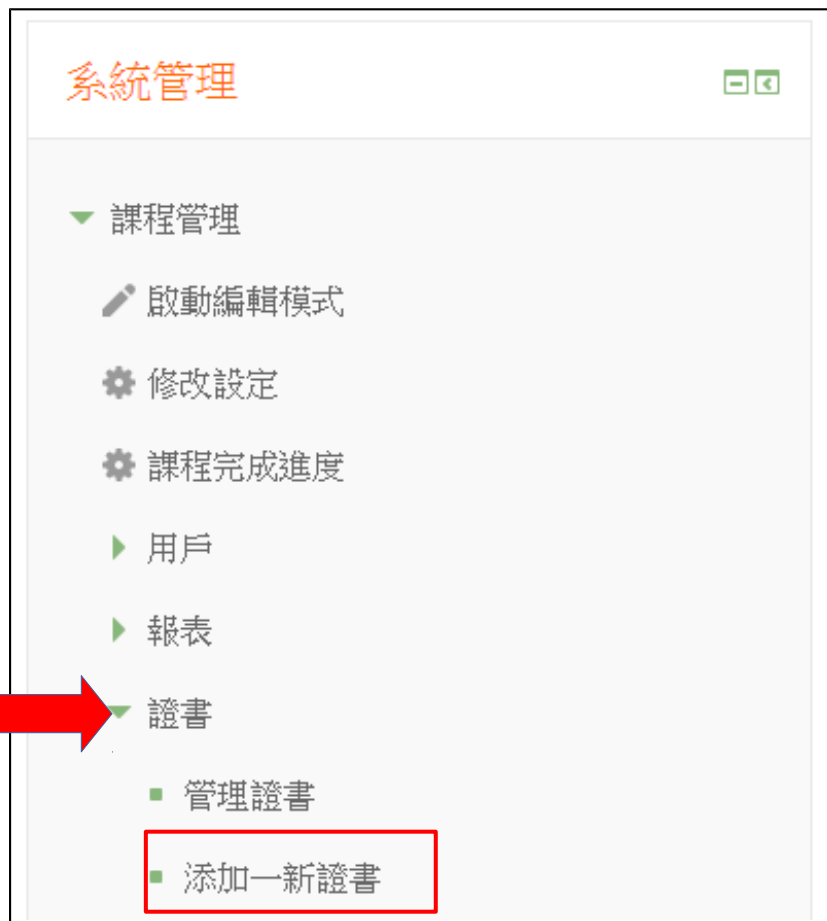 系統管理
課程管理
啟動編輯模式
修改設定
課程完成進度
用戶
報表
證書
管理證書
添加一新證書